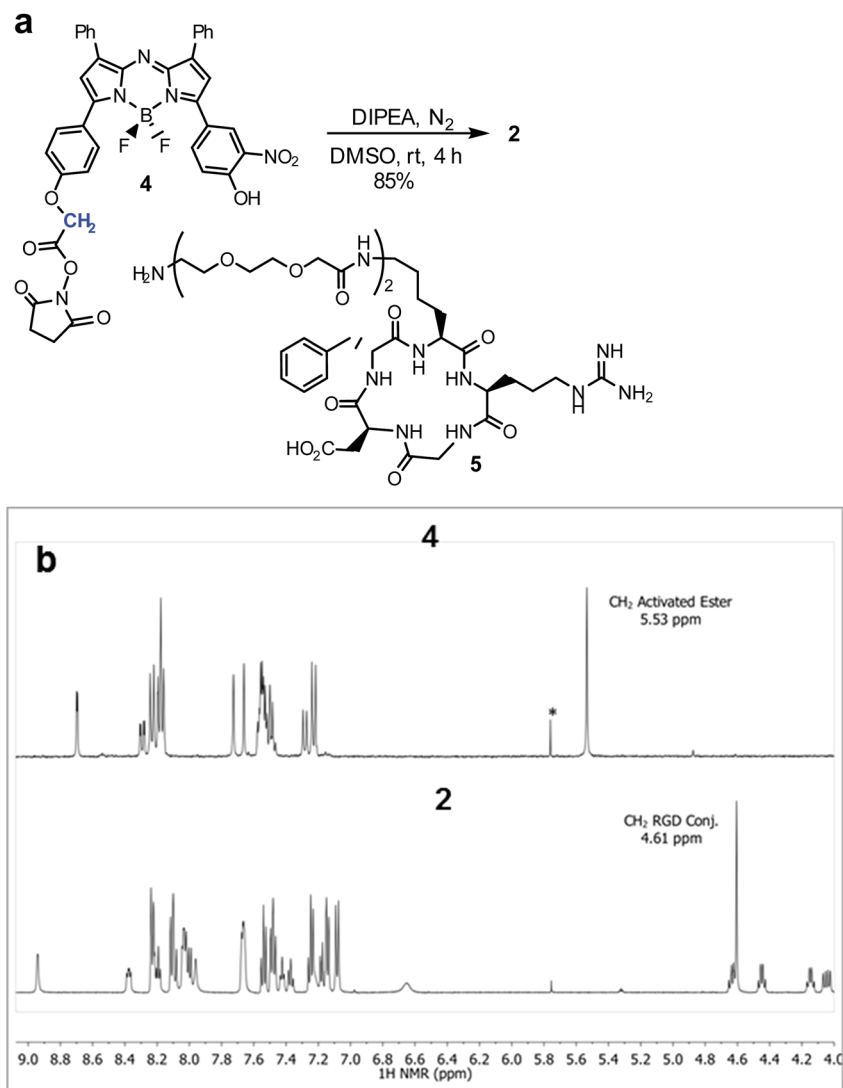 a
Ph
Ph
N
N
N
B
F
F
NO2
OH
4
O
CH2
O
O
N
O
O
DIPEA, N2
DMSO, rt, 4 h
85%
2
H2N
O
O
O
H
N
2
O
O
N
H
O
NH
HN
NH
N
H
NH2
O
O
HO2C
NH
HN
O
O
5
4
b
CH2 Activated Ester
5.53 ppm
*
2
CH2 RGD Conj.
4.61 ppm
9.0 8.8 8.6 8.4 8.2 8.0 7.8 7.6 7.4 7.2 7.0 6.8 6.6 6.4 6.2 6.0 5.8 5.6 5.4 5.2 5.0 4.8 4.6 4.4 4.2 4.0
1H NMR (ppm)